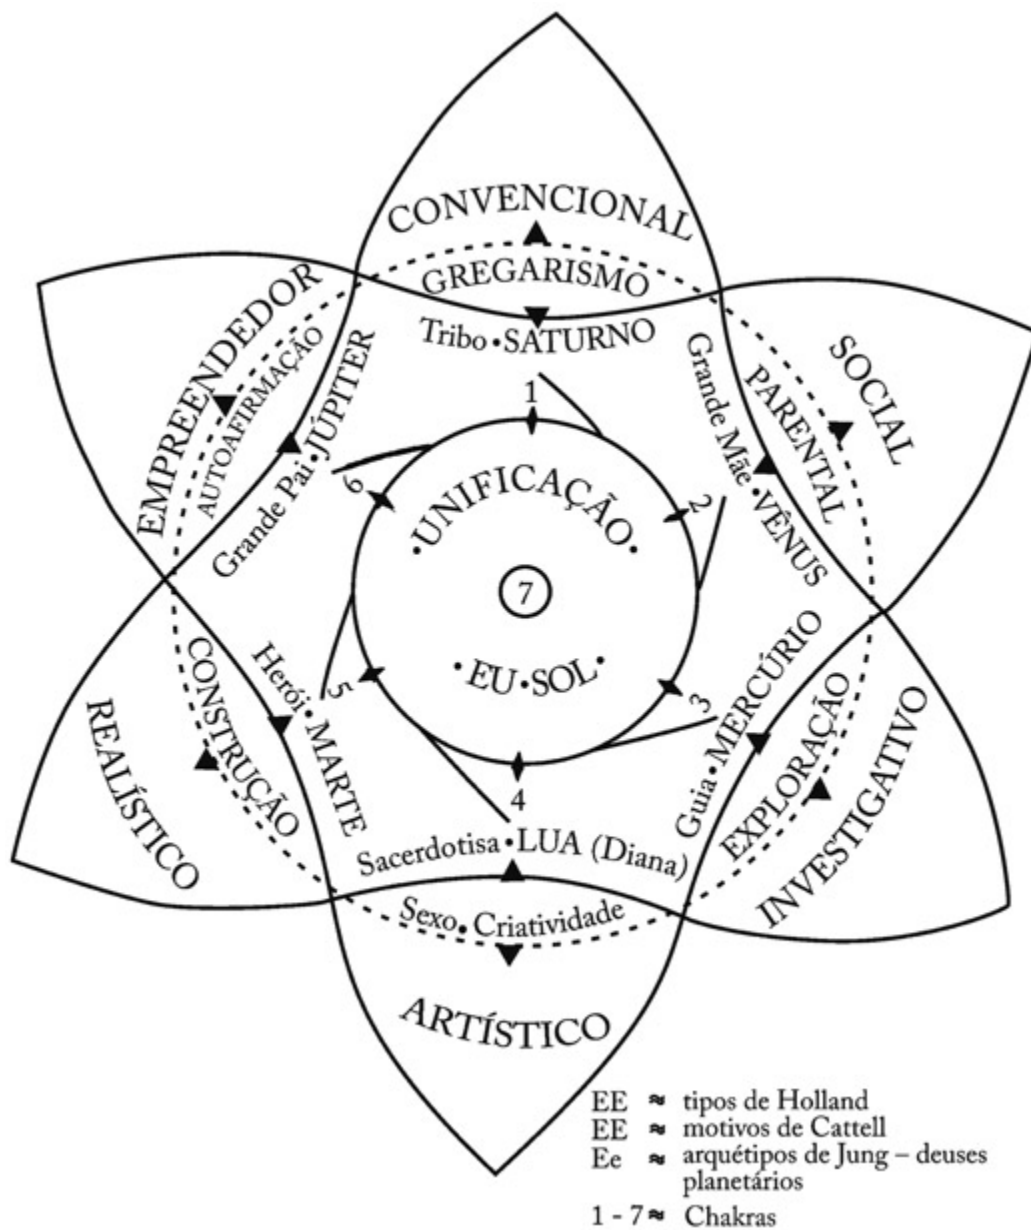 CONVENCIONAL
GREGARISMO
Tribo • SATURNO
EMPREENDEDOR
AUTOAFIRMAÇÃO
Grande Pai • JÚPITER
SOCIAL
PARENTAL
Grande Mãe • VÊNUS
1
6
2
• UNIFICAÇÃO •
7
• EU • SOL •
5
3
4
REALÍSTICO
CONSTRUÇÃO
Herói • MARTE
Guia • MERCÚRIO
EXPLORAÇÃO
INVESTIGATIVO
Sacerdotisa • LUA (Diana)
Sexo • Criatividade
ARTÍSTICO
EE ≈ tipos de Holland
EE ≈ motivos de Cattell
Ee ≈ arquétipos de Jung – deuses
planetários
1 - 7 ≈ Chakras